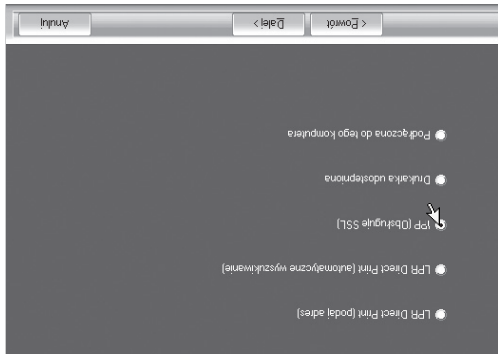 LPR Direct Print (podaj adres)
LPR Direct Print (automatyczne wyszukiwanie)
IPP (Obsługuje SSL)
Drukarka udostępniona
Podłączona do tego komputera
< Powrót
Dalej >
Anuluj